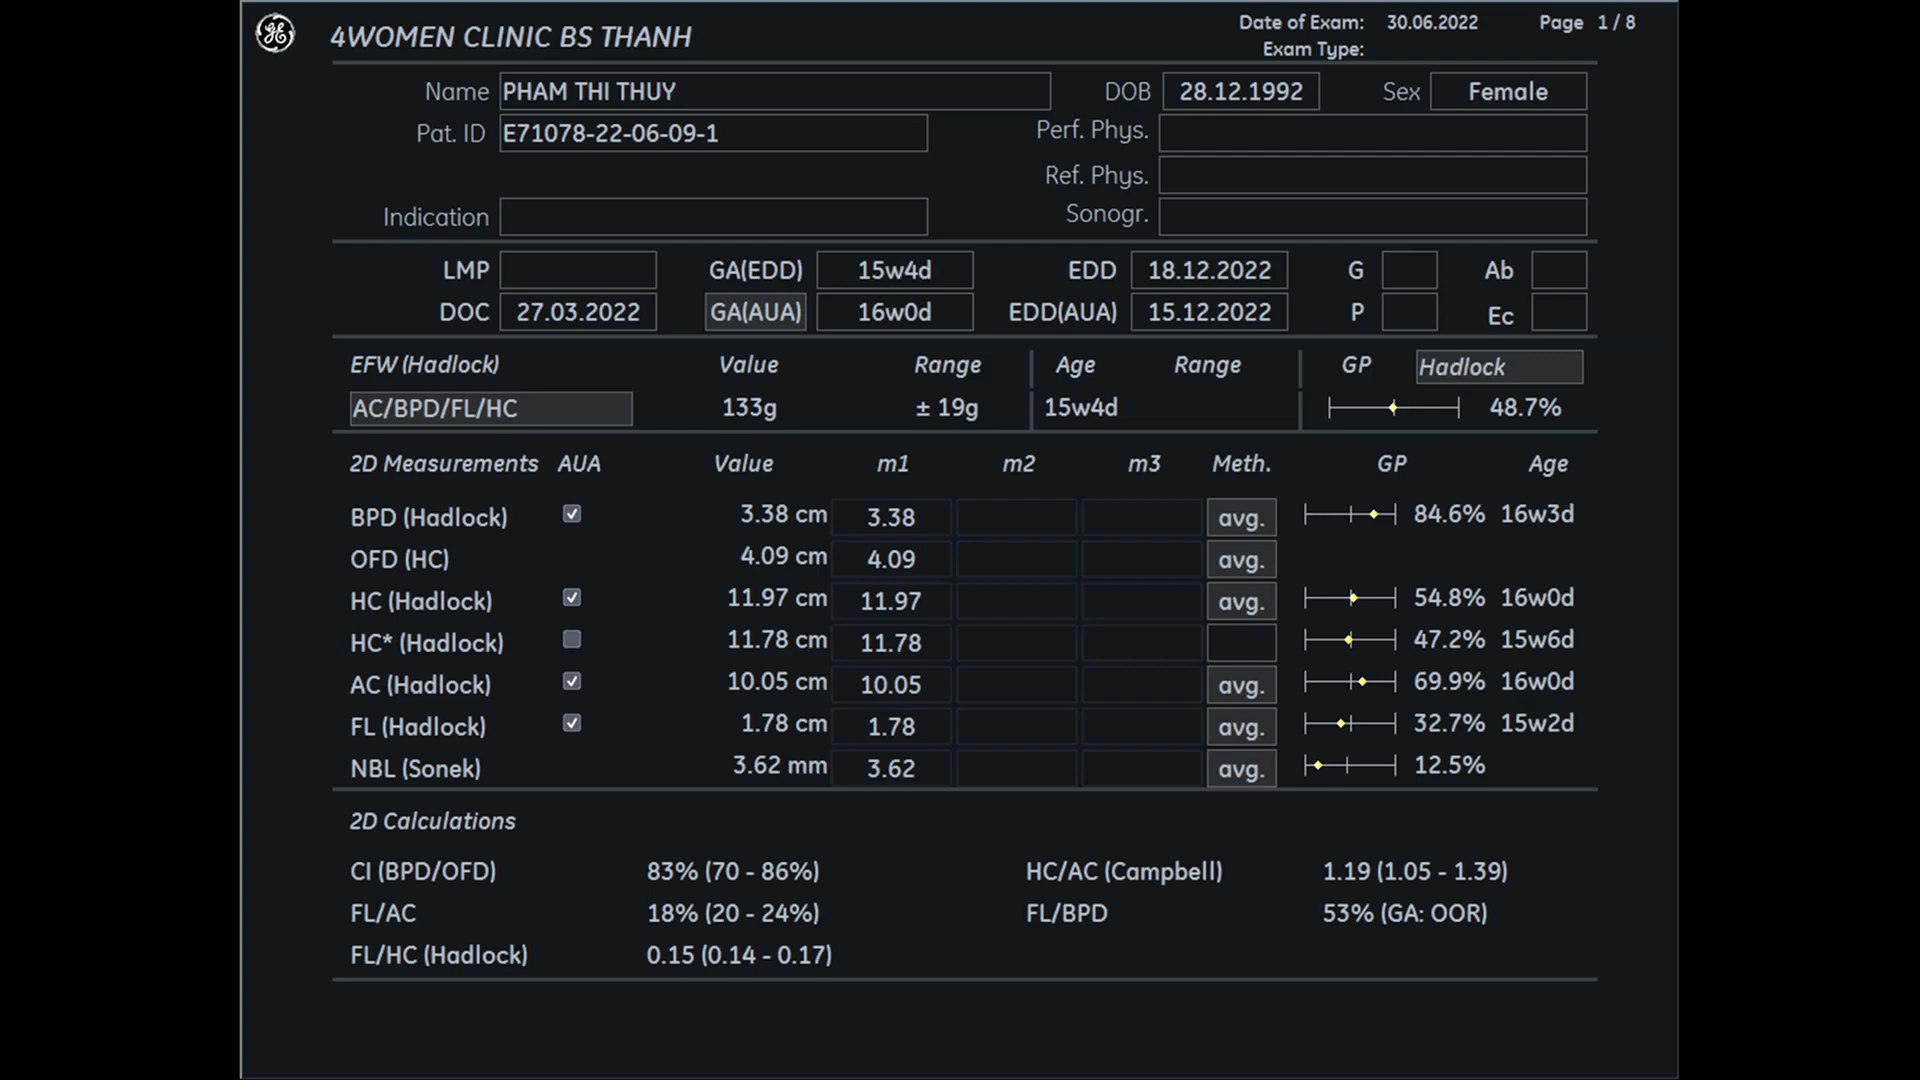 4WOMEN CLINIC BS THANH
Date of Exam: 30.06.2022 Page 1 / 8
Exam Type:
Name PHAM THI THUY DOB 28.12.1992 Sex Female
Pat. ID E71078-22-06-09-1 Perf. Phys.
Ref. Phys.
Indication Sonogr.
LMP GA(EDD) 15w4d EDD 18.12.2022 G Ab
DOC 27.03.2022 GA(AUA) 16w0d EDD(AUA) 15.12.2022 P Ec
EFW (Hadlock) Value Range Age Range GP Hadlock
AC/BPD/FL/HC 133g ± 19g 15w4d 48.7%
2D Measurements AUA Value m1 m2 m3 Meth. GP Age
BPD (Hadlock) 3.38 cm 3.38 avg. 84.6% 16w3d
OFD (HC) 4.09 cm 4.09 avg.
HC (Hadlock) 11.97 cm 11.97 avg. 54.8% 16w0d
HC* (Hadlock) 11.78 cm 11.78 47.2% 15w6d
AC (Hadlock) 10.05 cm 10.05 avg. 69.9% 16w0d
FL (Hadlock) 1.78 cm 1.78 avg. 32.7% 15w2d
NBL (Sonek) 3.62 mm 3.62 avg. 12.5%
2D Calculations
CI (BPD/OFD) 83% (70 - 86%) HC/AC (Campbell) 1.19 (1.05 - 1.39)
FL/AC 18% (20 - 24%) FL/BPD 53% (GA: OOR)
FL/HC (Hadlock) 0.15 (0.14 - 0.17)